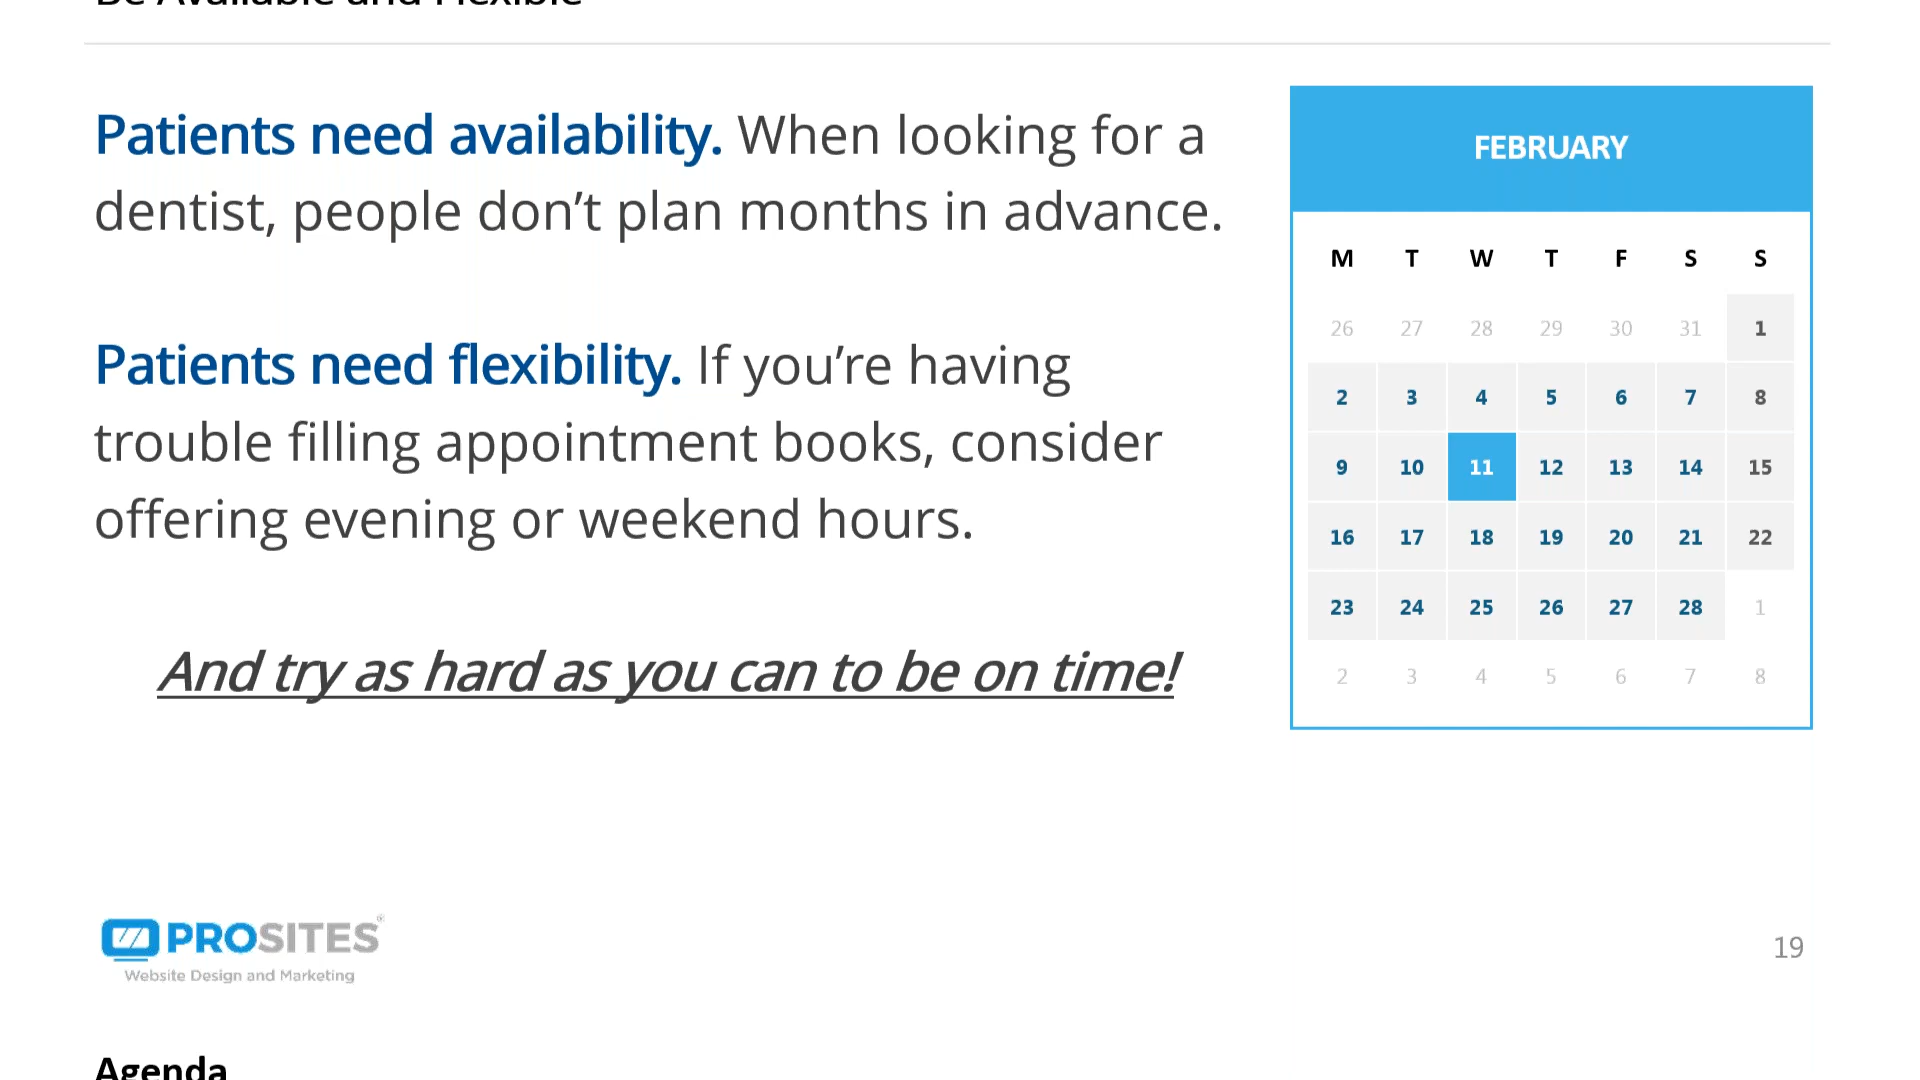 Be Available and Flexible
Patients need availability. When looking for a
dentist, people don’t plan months in advance.
Patients need flexibility. If you’re having
trouble filling appointment books, consider
offering evening or weekend hours.
And try as hard as you can to be on time!
FEBRUARY
M T W T F S S
26 27 28 29 30 31 1
2 3 4 5 6 7 8
9 10 11 12 13 14 15
16 17 18 19 20 21 22
23 24 25 26 27 28 1
2 3 4 5 6 7 8
PROSITES®
Website Design and Marketing
19
Agenda